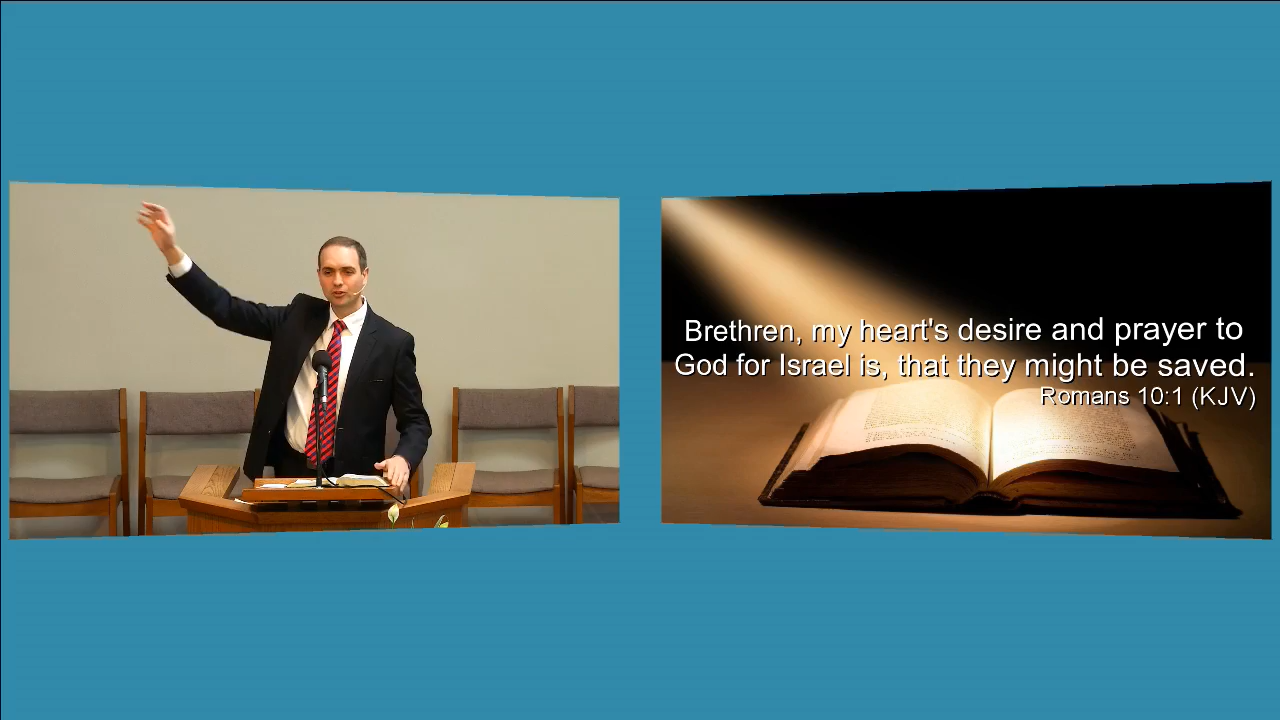 Brethren, my heart's desire and prayer to
God for Israel is, that they might be saved.
Romans 10:1 (KJV)